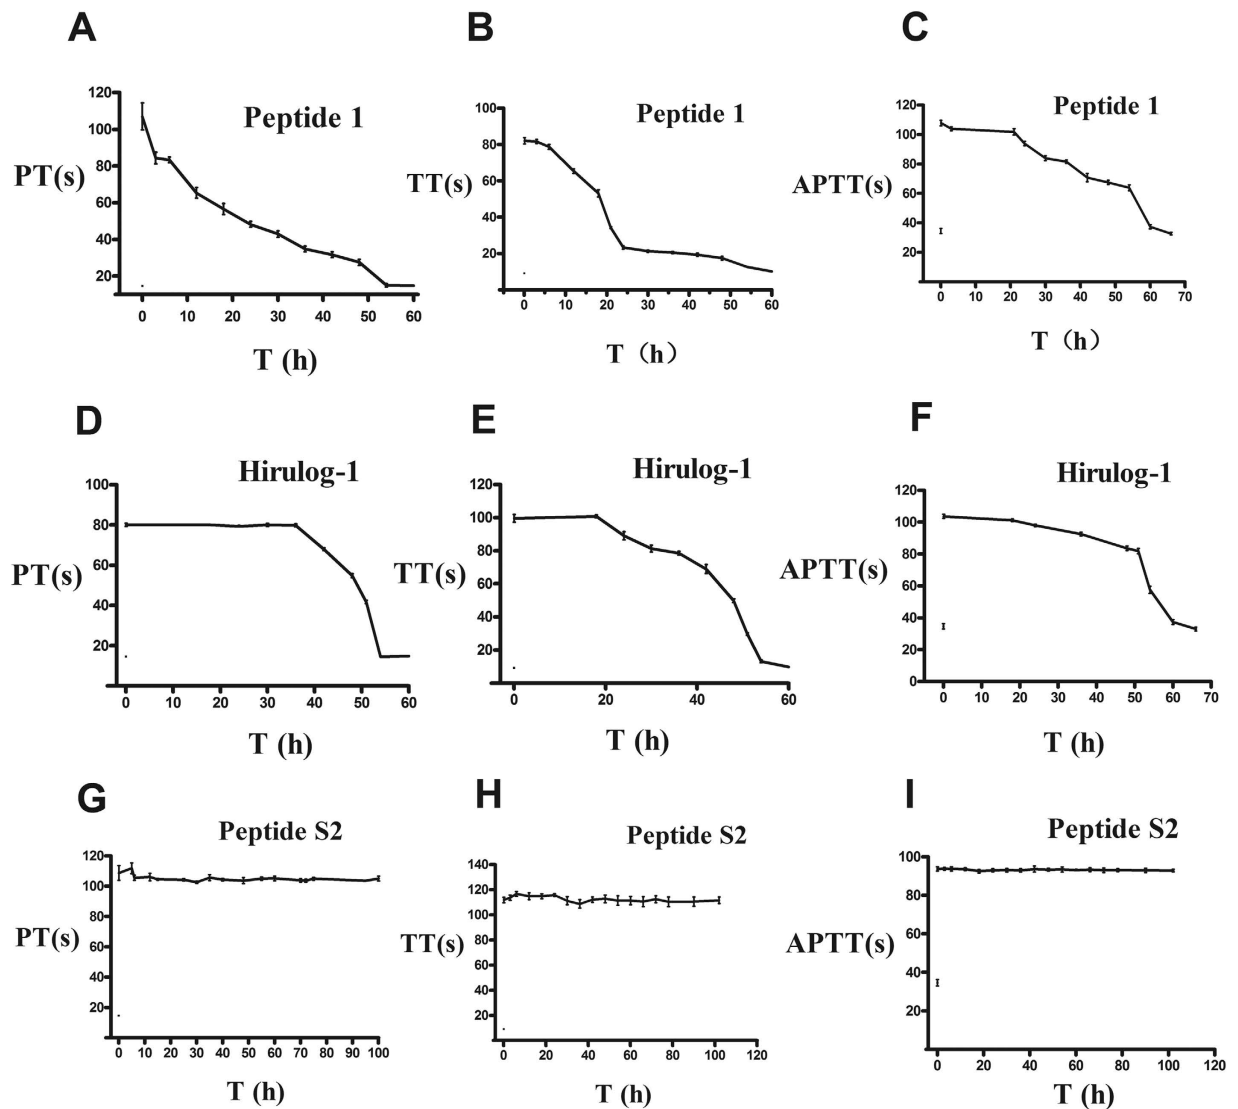 A
Peptide 1
PT(s)
120
100
80
60
40
20
0 10 20 30 40 50 60
T (h)
B
Peptide 1
TT(s)
100
80
60
40
20
0 10 20 30 40 50 60
T （h）
C
Peptide 1
APTT(s)
120
100
80
60
40
20
0 10 20 30 40 50 60 70
T （h）
D
Hirulog-1
PT(s)
100
80
60
40
20
0 10 20 30 40 50 60
T (h)
E
Hirulog-1
TT(s)
120
100
80
60
40
20
0 20 40 60
T (h)
F
Hirulog-1
APTT(s)
120
100
80
60
40
20
0
0 10 20 30 40 50 60 70
T (h)
G
Peptide S2
PT(s)
120
100
80
60
40
20
0 10 20 30 40 50 60 70 80 90 100
T (h)
H
Peptide S2
TT(s)
140
120
100
80
60
40
20
0 20 40 60 80 100 120
T (h)
I
Peptide S2
APTT(s)
100
80
60
40
20
0 20 40 60 80 100 120
T (h)